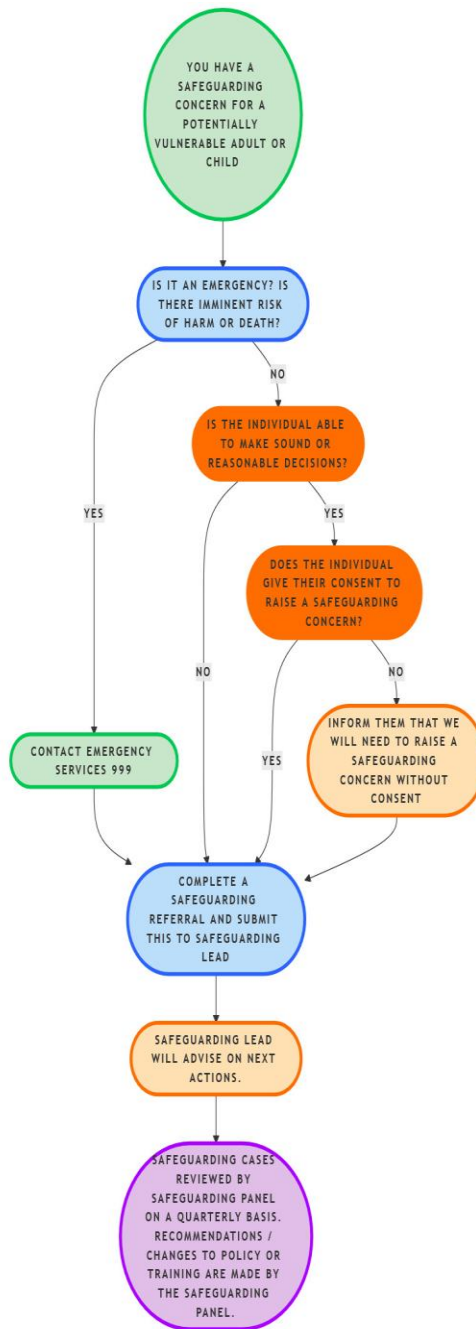 YOU HAVE A
SAFEGUARDING
CONCERN FOR A
POTENTIALLY
VULNERABLE ADULT OR
CHILD
IS IT AN EMERGENCY? IS
THERE IMMINENT RISK
OF HARM OR DEATH?
NO
IS THE INDIVIDUAL ABLE
TO MAKE SOUND OR
REASONABLE DECISIONS?
YES
YES
DOES THE INDIVIDUAL
GIVE THEIR CONSENT TO
RAISE A SAFEGUARDING
CONCERN?
NO
NO
INFORM THEM THAT WE
WILL NEED TO RAISE A
SAFEGUARDING
CONCERN WITHOUT
CONSENT
CONTACT EMERGENCY
SERVICES 999
YES
COMPLETE A
SAFEGUARDING
REFERRAL AND SUBMIT
THIS TO SAFEGUARDING
LEAD
SAFEGUARDING LEAD
WILL ADVISE ON NEXT
ACTIONS.
SAFEGUARDING CASES
REVIEWED BY
SAFEGUARDING PANEL
ON A QUARTERLY BASIS.
RECOMMENDATIONS /
CHANGES TO POLICY OR
TRAINING ARE MADE BY
THE SAFEGUARDING
PANEL.